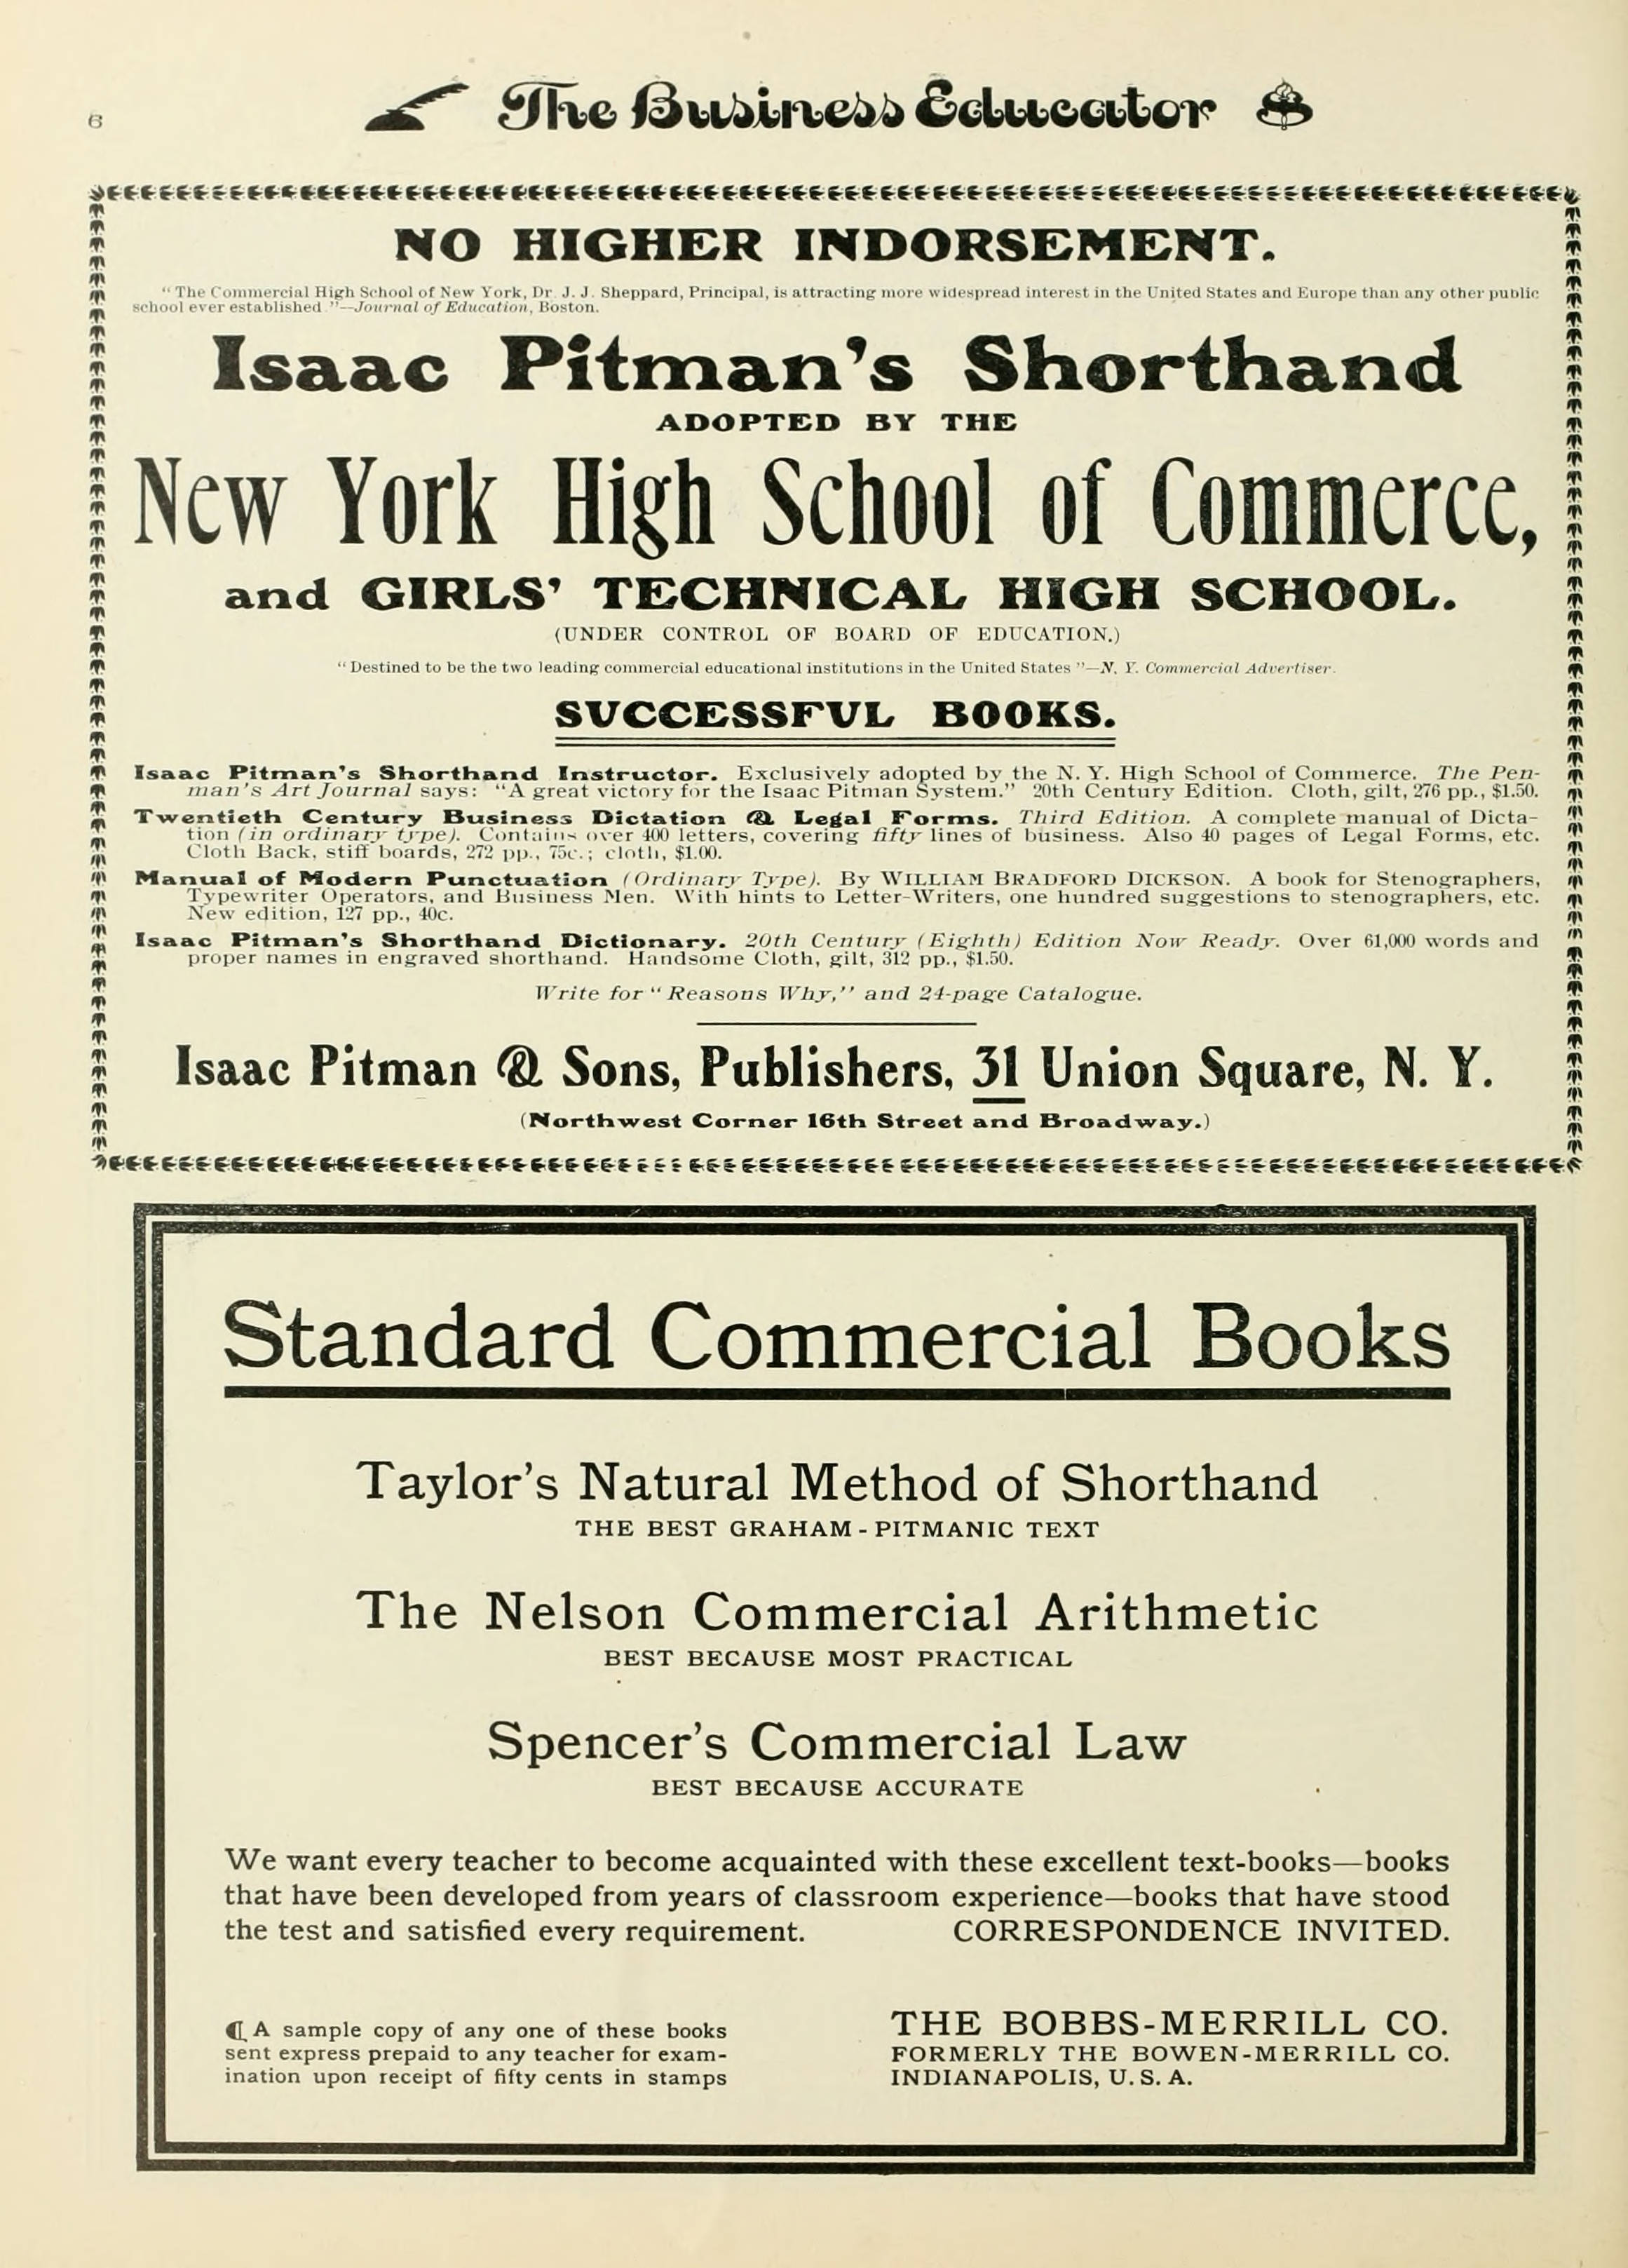 6
The Business Educator
NO HIGHER INDORSEMENT.
"The Commercial High School of New York, Dr. J. J. Sheppard, Principal, is attracting more widespread interest in the United States and Europe than any other public
school ever established."—Journal of Education, Boston.
Isaac Pitman's Shorthand
ADOPTED BY THE
New York High School of Commerce,
and GIRLS' TECHNICAL HIGH SCHOOL.
(UNDER CONTROL OF BOARD OF EDUCATION.)
"Destined to be the two leading commercial educational institutions in the United States"—N. Y. Commercial Advertiser.
SUCCESSFUL BOOKS.
Isaac Pitman's Shorthand Instructor. Exclusively adopted by the N. Y. High School of Commerce. The Pen-
man's Art Journal says: "A great victory for the Isaac Pitman System." 20th Century Edition. Cloth, gilt, 276 pp., $1.50.
Twentieth Century Business Dictation & Legal Forms. Third Edition. A complete manual of Dicta-
tion (in ordinary type). Contains over 400 letters, covering fifty lines of business. Also 40 pages of Legal Forms, etc.
Cloth Back, stiff boards, 272 pp., 75c.; cloth, $1.00.
Manual of Modern Punctuation (Ordinary Type). By WILLIAM BRADFORD DICKSON. A book for Stenographers,
Typewriter Operators, and Business Men. With hints to Letter-Writers, one hundred suggestions to stenographers, etc.
New edition, 127 pp., 40c.
Isaac Pitman's Shorthand Dictionary. 20th Century (Eighth) Edition Now Ready. Over 61,000 words and
proper names in engraved shorthand. Handsome Cloth, gilt, 312 pp., $1.50.
Write for "Reasons Why," and 24-page Catalogue.
Isaac Pitman & Sons, Publishers, 31 Union Square, N. Y.
(Northwest Corner 16th Street and Broadway.)
Standard Commercial Books
Taylor's Natural Method of Shorthand
THE BEST GRAHAM-PITMANIC TEXT
The Nelson Commercial Arithmetic
BEST BECAUSE MOST PRACTICAL
Spencer's Commercial Law
BEST BECAUSE ACCURATE
We want every teacher to become acquainted with these excellent text-books—books
that have been developed from years of classroom experience—books that have stood
the test and satisfied every requirement. CORRESPONDENCE INVITED.
¶ A sample copy of any one of these books
sent express prepaid to any teacher for exam-
ination upon receipt of fifty cents in stamps
THE BOBBS-MERRILL CO.
FORMERLY THE BOWEN-MERRILL CO.
INDIANAPOLIS, U. S. A.